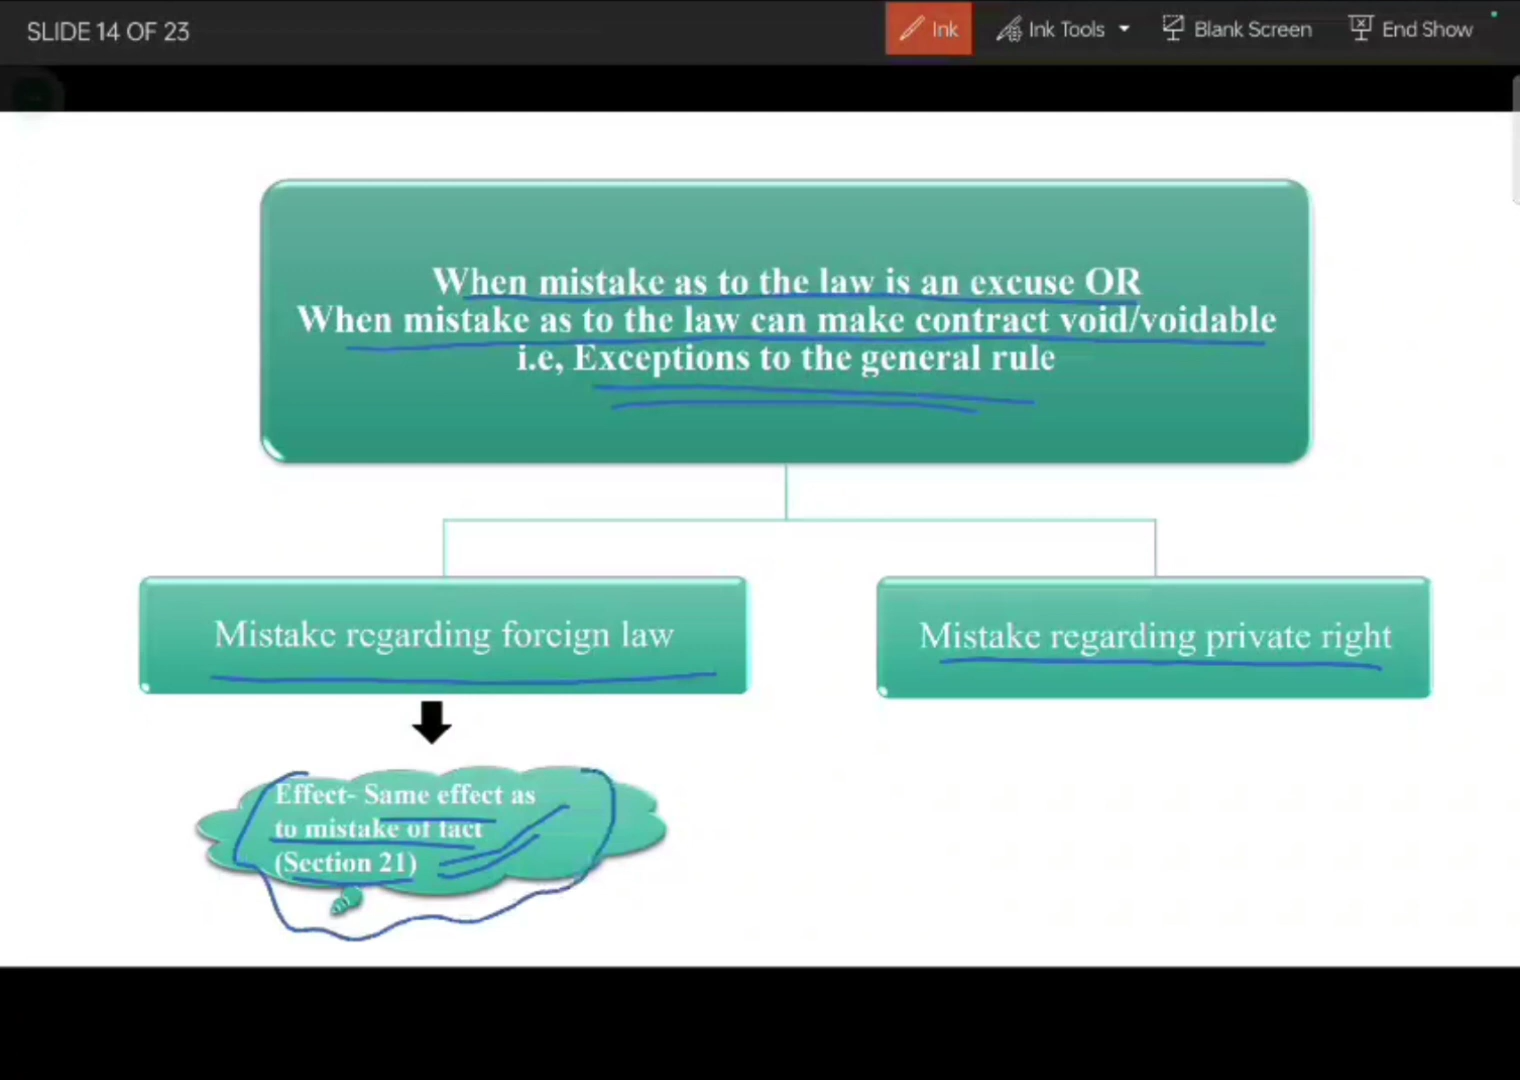 SLIDE 14 OF 23
Ink
Ink Tools
Blank Screen
End Show
When mistake as to the law is an excuse OR
When mistake as to the law can make contract void/voidable
i.e, Exceptions to the general rule
Mistake regarding foreign law
Mistake regarding private right
Effect- Same effect as
to mistake of fact
(Section 21)